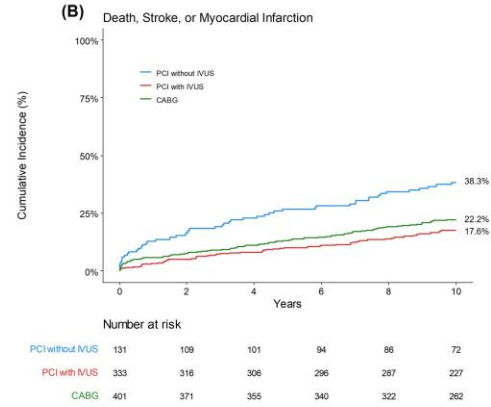 (B) Death, Stroke, or Myocardial Infarction
100%
PCI without IVUS
PCI with IVUS
CABG
75%
Cumulative Incidence (%)
50%
38.3%
25%
22.2%
17.6%
0%
0 2 4 6 8 10
Years
Number at risk
PCI without IVUS 131 109 101 94 86 72
PCI with IVUS 333 316 306 296 287 227
CABG 401 371 355 340 322 262